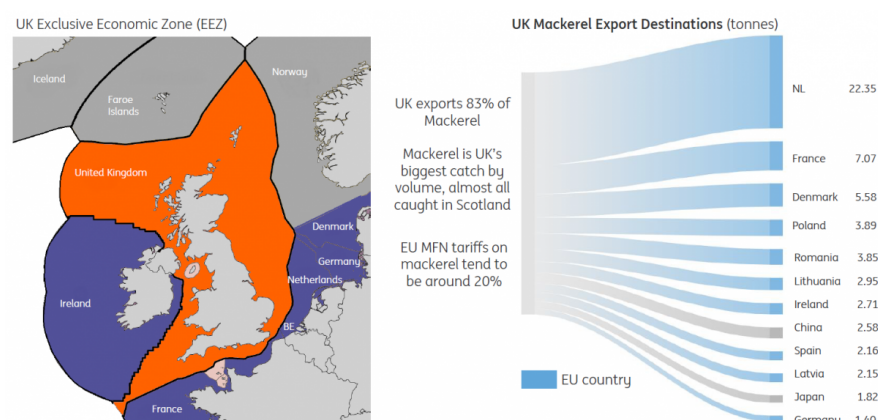 UK Exclusive Economic Zone (EEZ)
Iceland
Faroe
Islands
Norway
United Kingdom
Denmark
Germany
Netherlands
Ireland
BE
France
UK exports 83% of
Mackerel
Mackerel is UK's
biggest catch by
volume, almost all
caught in Scotland
EU MFN tariffs on
mackerel tend to
be around 20%
UK Mackerel Export Destinations (tonnes)
NL 22.35
France 7.07
Denmark 5.58
Poland 3.89
Romania 3.85
Lithuania 2.95
Ireland 2.71
China 2.58
Spain 2.16
Latvia 2.15
Japan 1.82
Germany 1.40
EU country